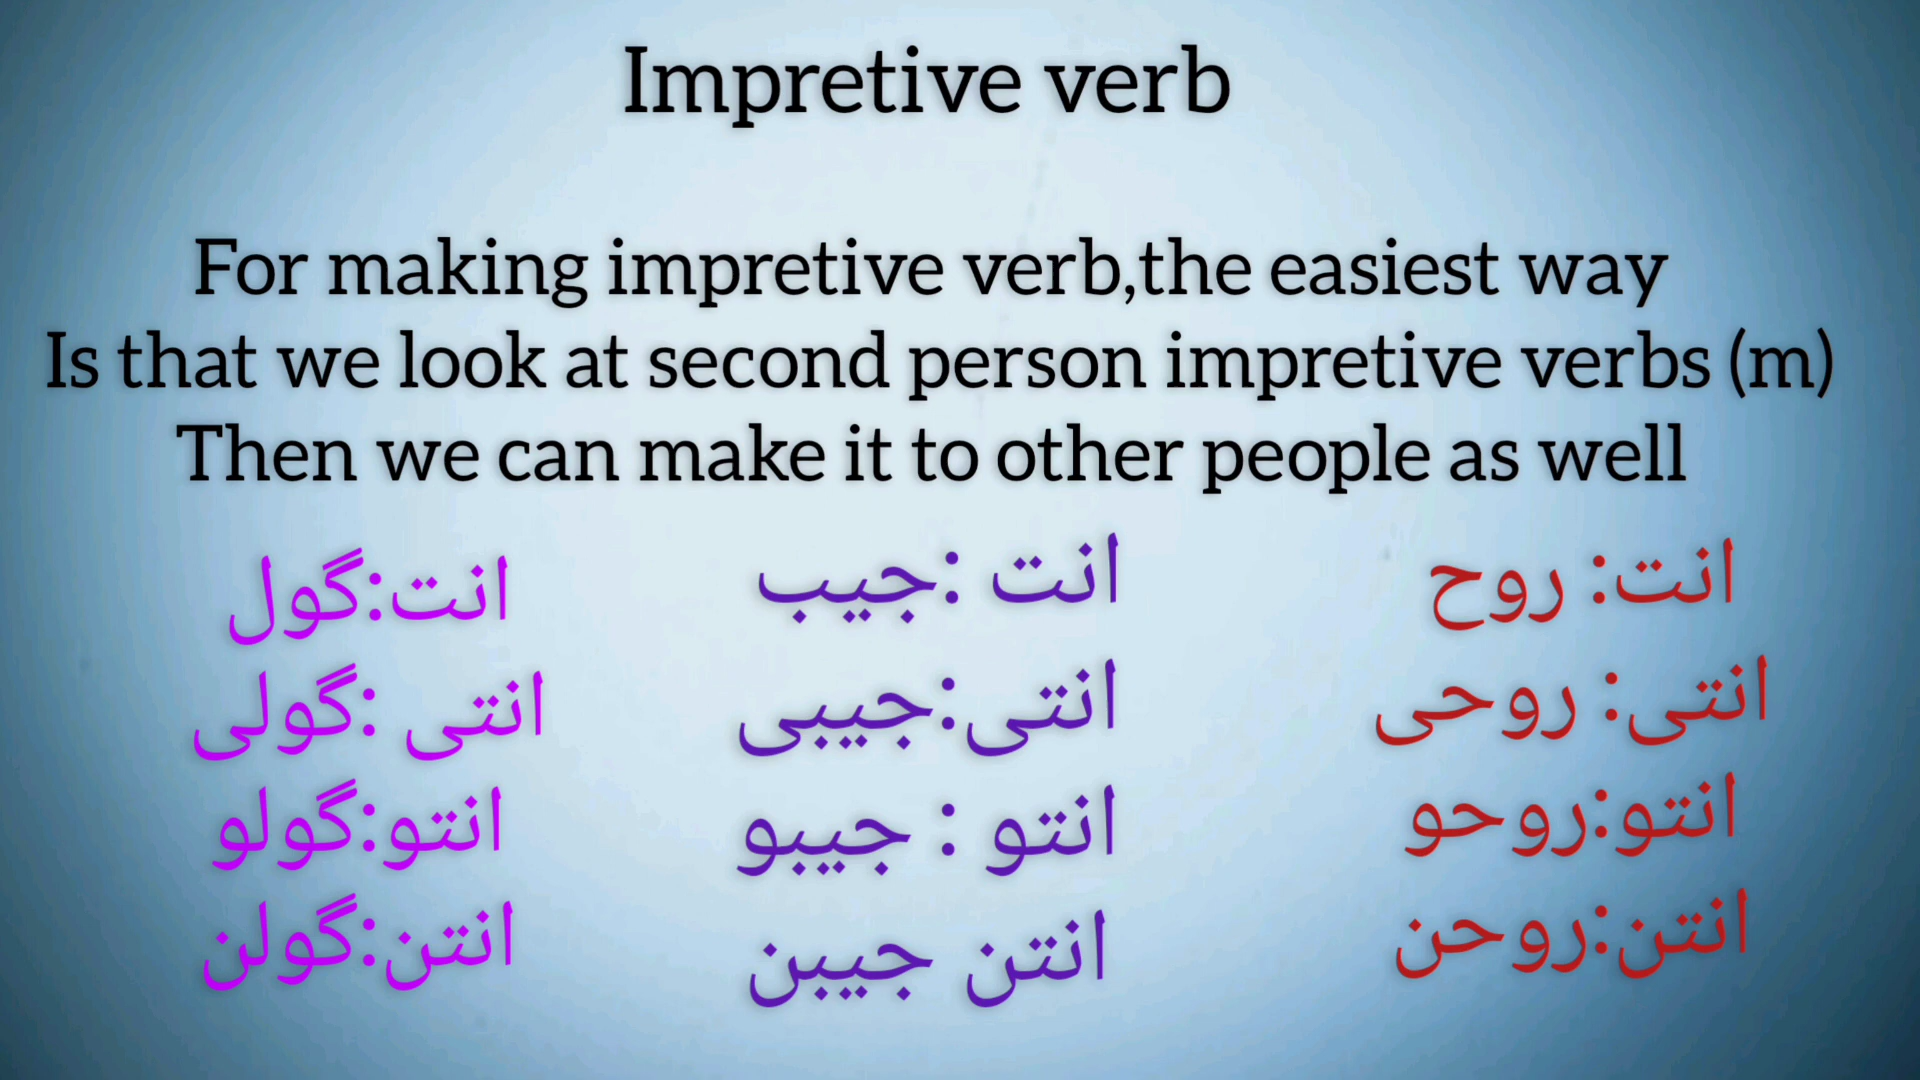 Impretive verb
For making impretive verb,the easiest way
Is that we look at second person impretive verbs (m)
Then we can make it to other people as well
انت: روح
انتی: روحی
انتو:روحو
انتن:روحن
انت :جیب
انتی:جیبی
انتو : جیبو
انتن جیبن
انت:گول
انتی :گولی
انتو:گولو
انتن:گولن